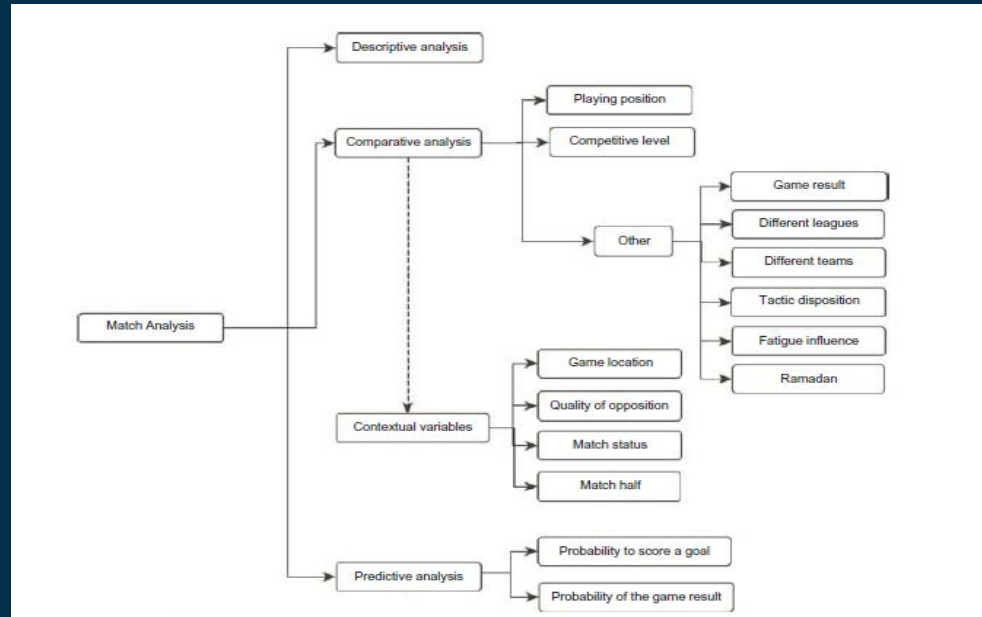 Descriptive analysis
Playing position
Comparative analysis
Competitive level
Game result
Different leagues
Other
Different teams
Tactic disposition
Match Analysis
Fatigue influence
Game location
Ramadan
Quality of opposition
Contextual variables
Match status
Match half
Probability to score a goal
Predictive analysis
Probability of the game result